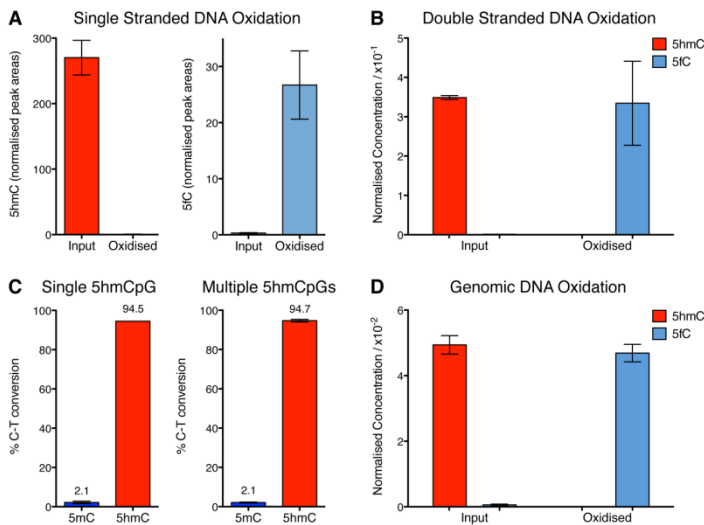 A
Single Stranded DNA Oxidation
5hmC (normalised peak areas)
300
200
100
0
Input
Oxidised
5fC (normalised peak areas)
30
20
10
0
Input
Oxidised
B
Double Stranded DNA Oxidation
5hmC
5fC
Normalised Concentration / x10⁻¹
5
4
3
2
1
0
Input
Oxidised
C
Single 5hmCpG
% C-T conversion
100
80
60
40
20
0
2.1
94.5
5mC
5hmC
Multiple 5hmCpGs
% C-T conversion
100
80
60
40
20
0
2.1
94.7
5mC
5hmC
D
Genomic DNA Oxidation
5hmC
5fC
Normalised Concentration / x10⁻²
6
4
2
0
Input
Oxidised